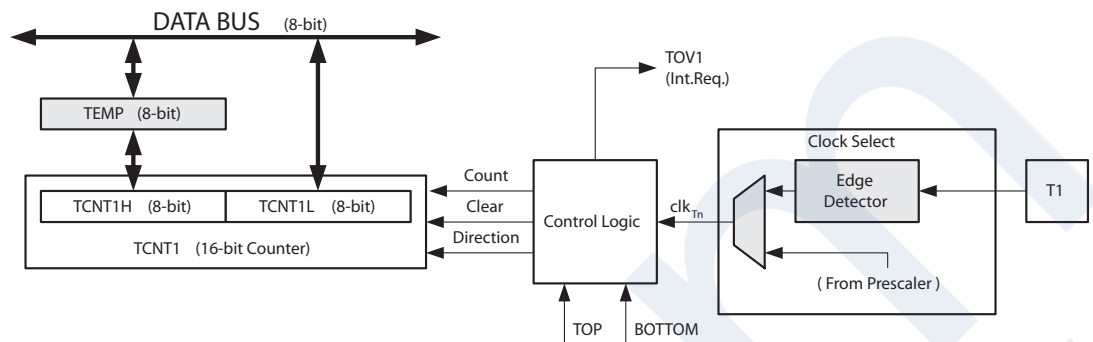 DATA BUS (8-bit)
TEMP (8-bit)
TCNT1H (8-bit)
TCNT1L (8-bit)
TCNT1 (16-bit Counter)
Count
Clear
Direction
Control Logic
TOV1
(Int.Req.)
TOP
BOTTOM
clkTn
Clock Select
Edge
Detector
( From Prescaler )
T1